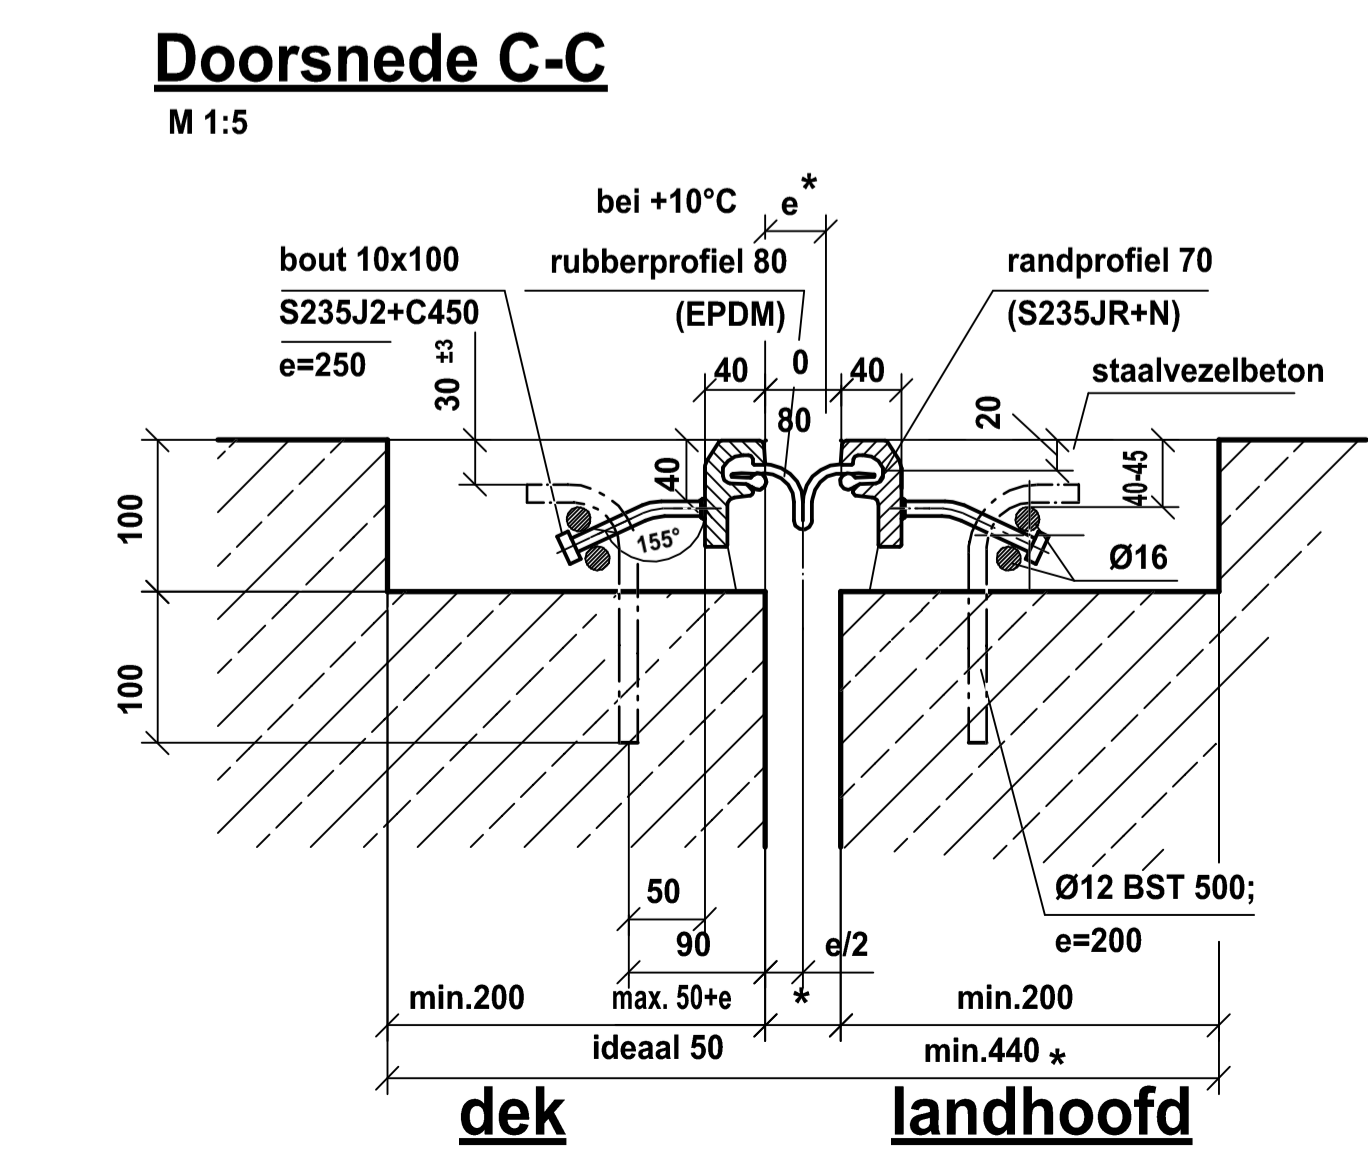 Doorsnede C-C
M 1:5
bei +10°C
e*
bout 10x100
S235J2+C450
e=250
rubberprofiel 80
(EPDM)
randprofiel 70
(S235JR+N)
staalvezelbeton
30 ±3
40
0
40
80
20
40
40-45
100
155°
Ø16
100
Ø12 BST 500;
e=200
50
90
e/2
min.200
max. 50+e
*
min.200
ideaal 50
min.440 *
dek
landhoofd